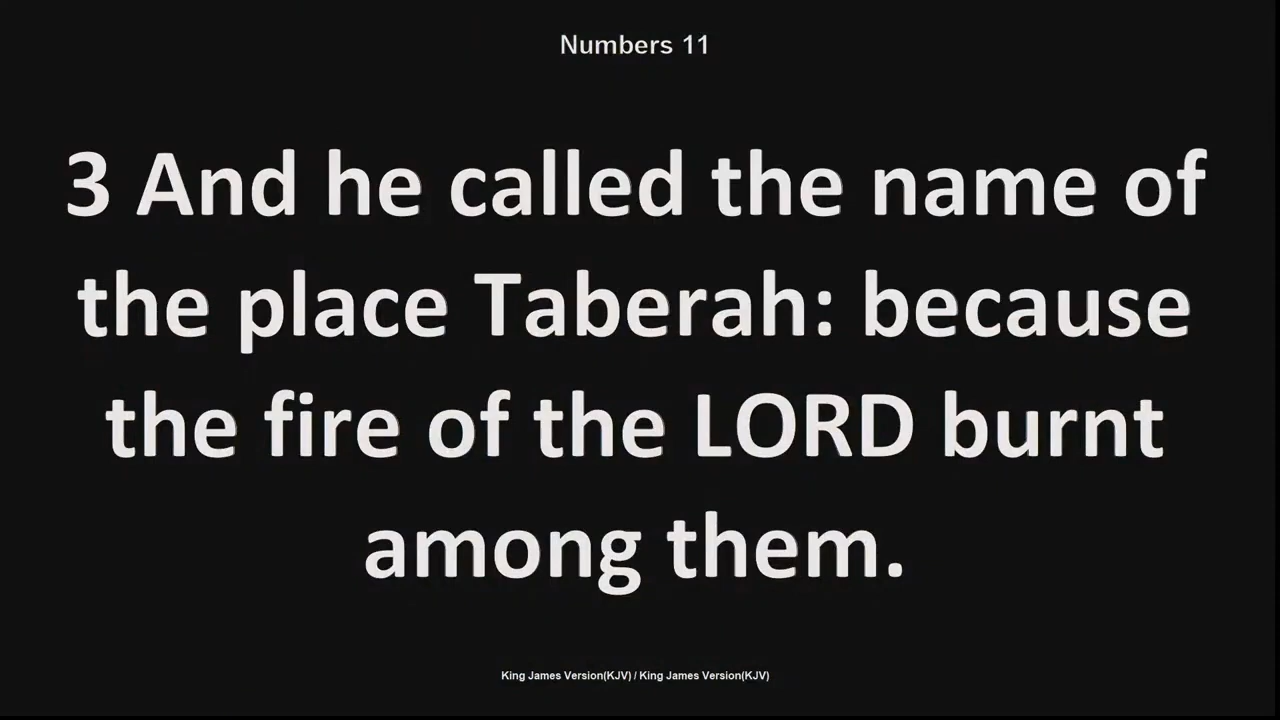 Numbers 11
3 And he called the name of
the place Taberah: because
the fire of the LORD burnt
among them.
King James Version(KJV) / King James Version(KJV)